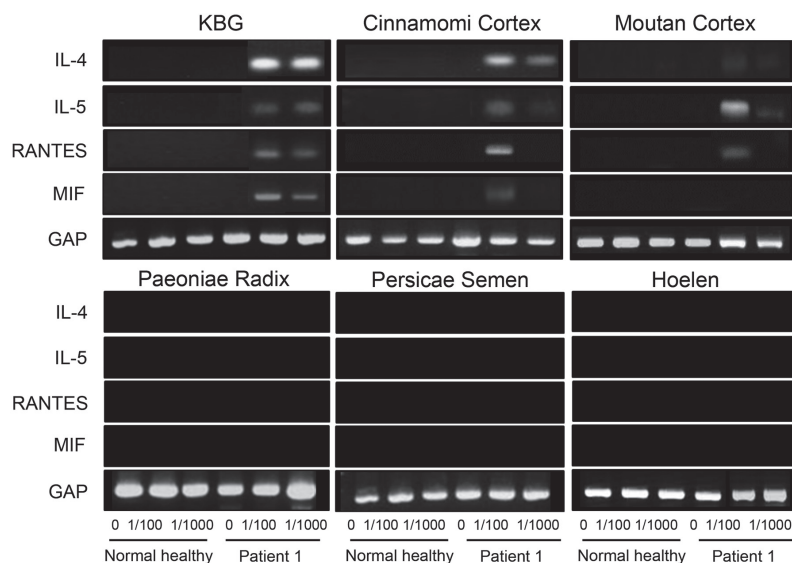 KBG Cinnamomi Cortex Moutan Cortex
IL-4
IL-5
RANTES
MIF
GAP
Paeoniae Radix Persicae Semen Hoelen
IL-4
IL-5
RANTES
MIF
GAP
0 1/100 1/1000 0 1/100 1/1000 0 1/100 1/1000 0 1/100 1/1000 0 1/100 1/1000 0 1/100 1/1000
Normal healthy Patient 1 Normal healthy Patient 1 Normal healthy Patient 1